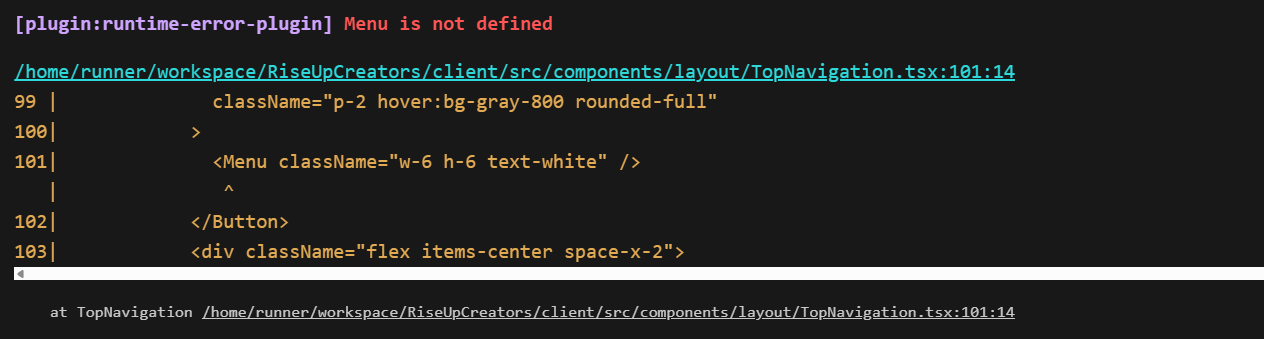 [plugin:runtime-error-plugin] Menu is not defined
/home/runner/workspace/RiseUpCreators/client/src/components/layout/TopNavigation.tsx:101:14
99 |              className="p-2 hover:bg-gray-800 rounded-full"
100|            >
101|              <Menu className="w-6 h-6 text-white" />
   |               ^
102|            </Button>
103|            <div className="flex items-center space-x-2">
at TopNavigation /home/runner/workspace/RiseUpCreators/client/src/components/layout/TopNavigation.tsx:101:14